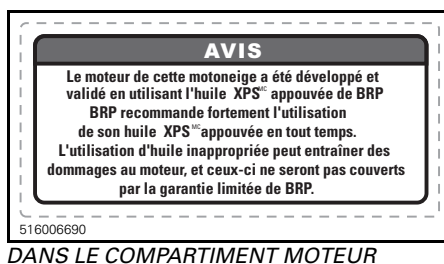 AVIS
Le moteur de cette motoneige a été développé et
validé en utilisant l'huile XPS MC appouvée de BRP
BRP recommande fortement l'utilisation
de son huile XPS MC appouvée en tout temps.
L'utilisation d'huile inappropriée peut entraîner des
dommages au moteur, et ceux-ci ne seront pas couverts
par la garantie limitée de BRP.
516006690
DANS LE COMPARTIMENT MOTEUR